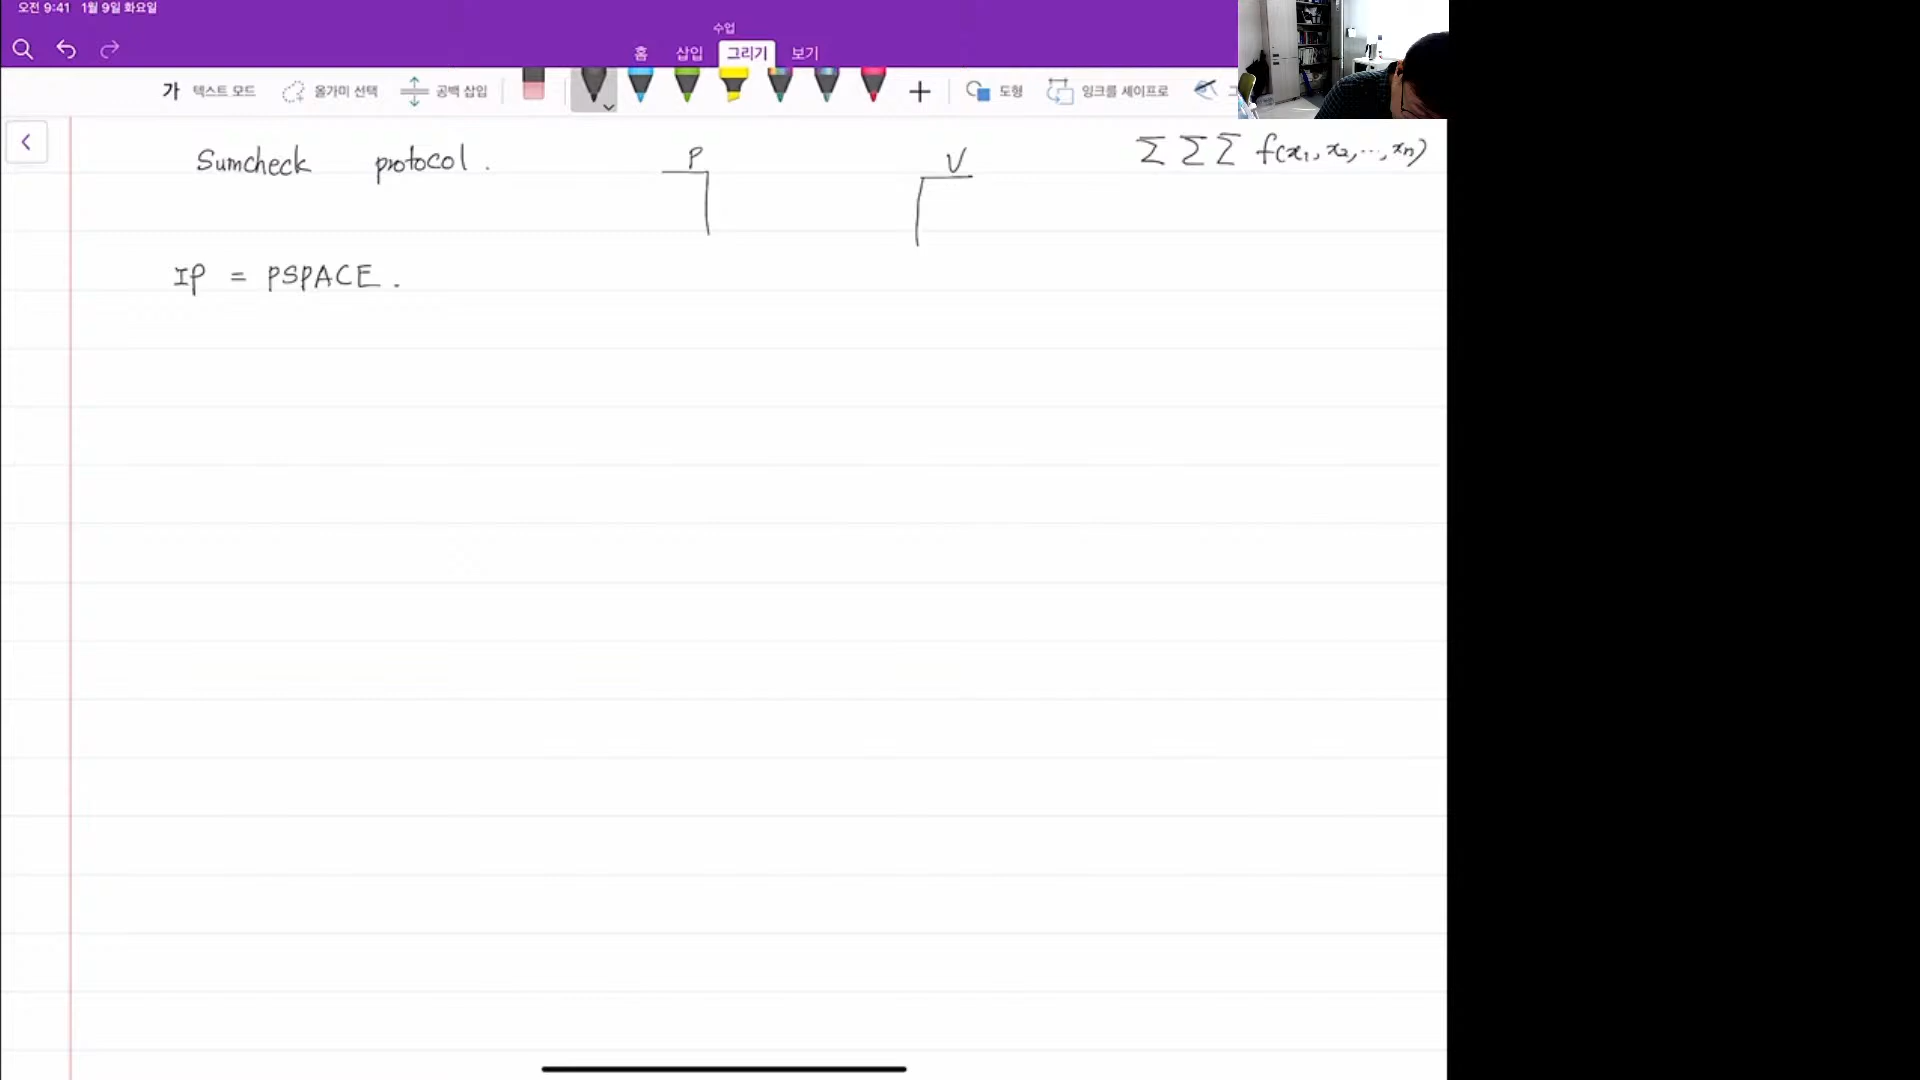 오전 9:41 1월 9일 화요일
수업
홈 삽입 그리기 보기
가 텍스트 모드 올가미 선택 공백 삽입 도형 잉크를 셰이프로
Sumcheck protocol. P V ∑ ∑ ∑ f(x₁, x₂, ..., xₙ)
IP = PSPACE.